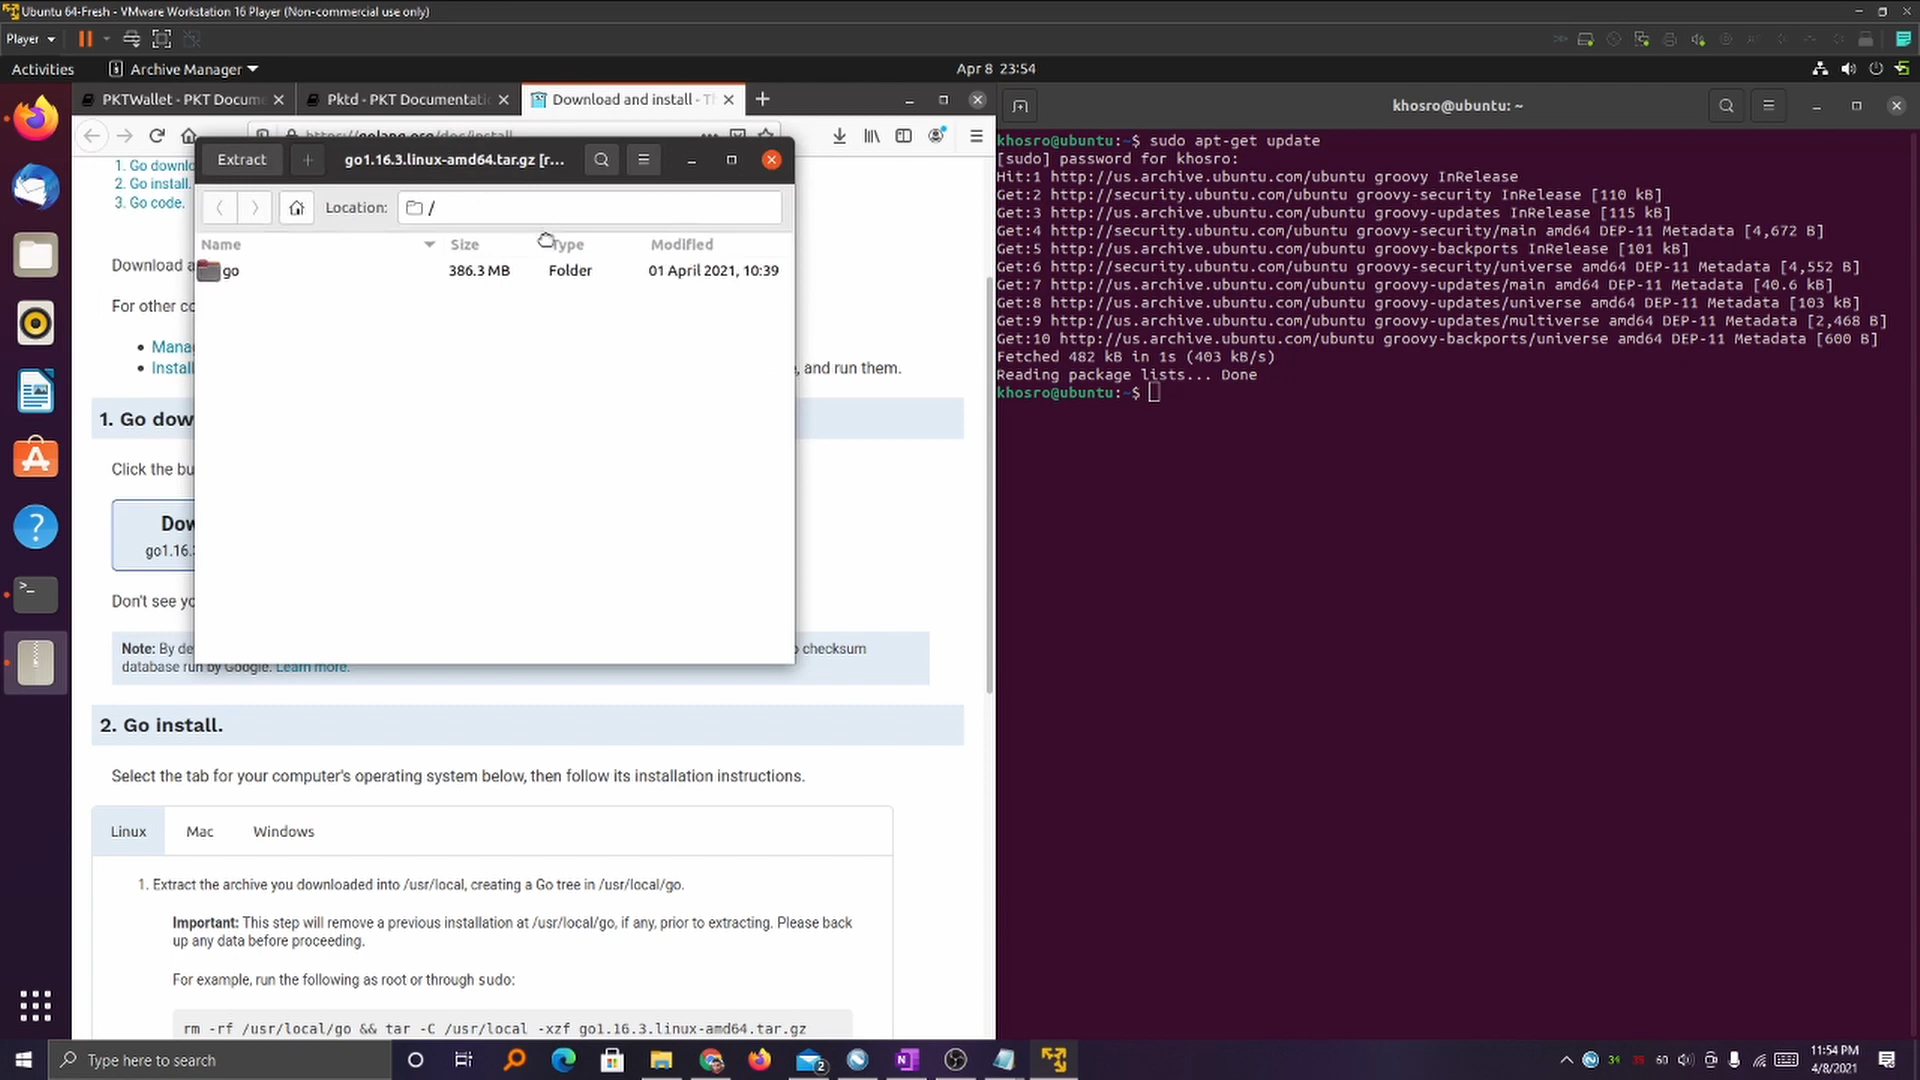 Ubuntu 64-Fresh - VMware Workstation 16 Player (Non-commercial use only)
Player
Activities
Archive Manager
Apr 8 23:54
PKTWallet - PKT Docume
Pktd - PKT Documentati
Download and install - T
https://golang.org/doc/install
1. Go downlo
2. Go install.
3. Go code.
Download a
For other co
Mana
Install
, and run them.
1. Go dow
Click the bu
Dow
go1.16.3
Don't see yo
Note: By de
checksum
database run by Google. Learn more.
2. Go install.
Select the tab for your computer's operating system below, then follow its installation instructions.
Linux
Mac
Windows
1. Extract the archive you downloaded into /usr/local, creating a Go tree in /usr/local/go.
Important: This step will remove a previous installation at /usr/local/go, if any, prior to extracting. Please back
up any data before proceeding.
For example, run the following as root or through sudo:
rm -rf /usr/local/go && tar -C /usr/local -xzf go1.16.3.linux-amd64.tar.gz
Extract
go1.16.3.linux-amd64.tar.gz [r...
Location:
/
Name
Size
Type
Modified
go
386.3 MB
Folder
01 April 2021, 10:39
khosro@ubuntu: ~
khosro@ubuntu:~$ sudo apt-get update
[sudo] password for khosro:
Hit:1 http://us.archive.ubuntu.com/ubuntu groovy InRelease
Get:2 http://security.ubuntu.com/ubuntu groovy-security InRelease [110 kB]
Get:3 http://us.archive.ubuntu.com/ubuntu groovy-updates InRelease [115 kB]
Get:4 http://security.ubuntu.com/ubuntu groovy-security/main amd64 DEP-11 Metadata [4,672 B]
Get:5 http://us.archive.ubuntu.com/ubuntu groovy-backports InRelease [101 kB]
Get:6 http://security.ubuntu.com/ubuntu groovy-security/universe amd64 DEP-11 Metadata [4,552 B]
Get:7 http://us.archive.ubuntu.com/ubuntu groovy-updates/main amd64 DEP-11 Metadata [40.6 kB]
Get:8 http://us.archive.ubuntu.com/ubuntu groovy-updates/universe amd64 DEP-11 Metadata [103 kB]
Get:9 http://us.archive.ubuntu.com/ubuntu groovy-updates/multiverse amd64 DEP-11 Metadata [2,468 B]
Get:10 http://us.archive.ubuntu.com/ubuntu groovy-backports/universe amd64 DEP-11 Metadata [600 B]
Fetched 482 kB in 1s (403 kB/s)
Reading package lists... Done
khosro@ubuntu:~$
Type here to search
2
34
35
60
11:54 PM
4/8/2021